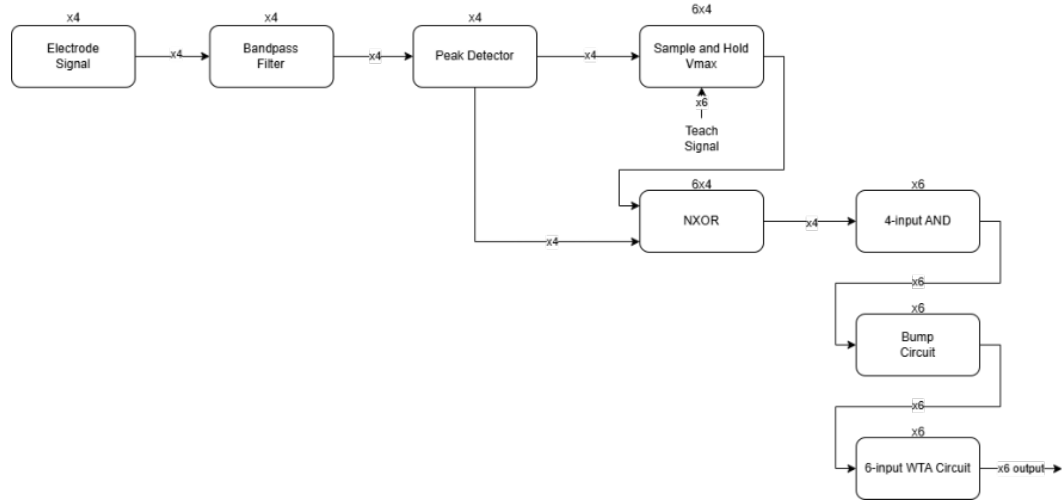 x4
x4
x4
6x4
Electrode
Signal
x4
Bandpass
Filter
x4
Peak Detector
x4
Sample and Hold
Vmax
x6
Teach
Signal
6x4
x6
NXOR
x4
4-input AND
x4
x6
x6
Bump
Circuit
x6
x6
6-input WTA Circuit
x6 output